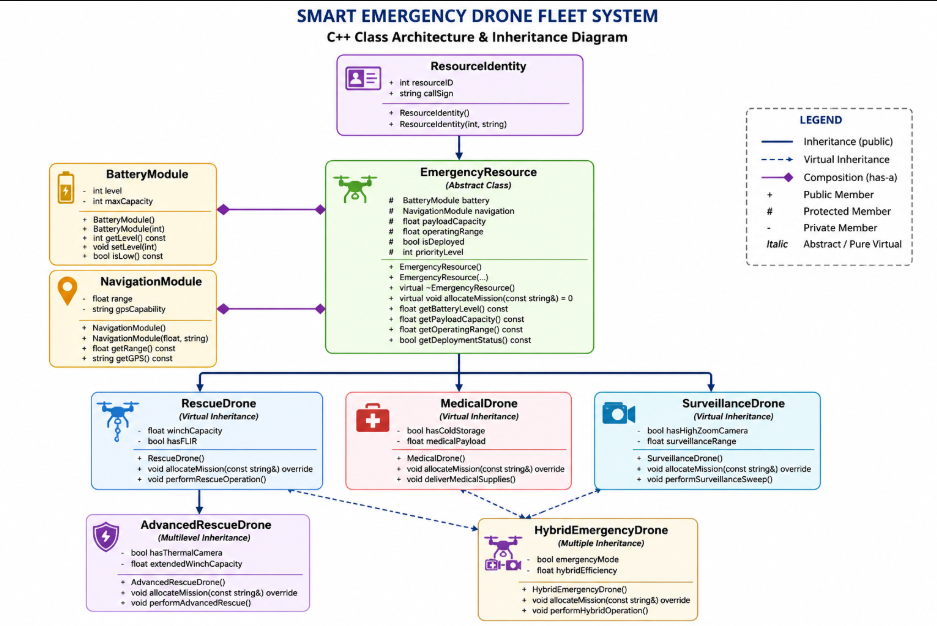 SMART EMERGENCY DRONE FLEET SYSTEM
C++ Class Architecture & Inheritance Diagram
ResourceIdentity
+ int resourceID
+ string callSign
+ ResourceIdentity()
+ ResourceIdentity(int, string)
LEGEND
Inheritance (public)
Virtual Inheritance
Composition (has-a)
+ Public Member
# Protected Member
- Private Member
Italic Abstract / Pure Virtual
BatteryModule
- int level
- int maxCapacity
+ BatteryModule()
+ BatteryModule(int)
+ int getLevel() const
+ void setLevel(int)
+ bool isLow() const
EmergencyResource
(Abstract Class)
# BatteryModule battery
# NavigationModule navigation
# float payloadCapacity
# float operatingRange
# bool isDeployed
# int priorityLevel
+ EmergencyResource()
+ EmergencyResource(...)
+ virtual ~EmergencyResource()
+ virtual void allocateMission(const string&) = 0
+ float getBatteryLevel() const
+ float getPayloadCapacity() const
+ float getOperatingRange() const
+ bool getDeploymentStatus() const
NavigationModule
- float range
- string gpsCapability
+ NavigationModule()
+ NavigationModule(float, string)
+ float getRange() const
+ string getGPS() const
RescueDrone
(Virtual Inheritance)
- float winchCapacity
- bool hasFLIR
+ RescueDrone()
+ void allocateMission(const string&) override
+ void performRescueOperation()
MedicalDrone
(Virtual Inheritance)
- bool hasColdStorage
- float medicalPayload
+ MedicalDrone()
+ void allocateMission(const string&) override
+ void deliverMedicalSupplies()
SurveillanceDrone
(Virtual Inheritance)
- bool hasHighZoomCamera
- float surveillanceRange
+ SurveillanceDrone()
+ void allocateMission(const string&) override
+ void performSurveillanceSweep()
AdvancedRescueDrone
(Multilevel Inheritance)
- bool hasThermalCamera
- float extendedWinchCapacity
+ AdvancedRescueDrone()
+ void allocateMission(const string&) override
+ void performAdvancedRescue()
HybridEmergencyDrone
(Multiple Inheritance)
- bool emergencyMode
- float hybridEfficiency
+ HybridEmergencyDrone()
+ void allocateMission(const string&) override
+ void performHybridOperation()